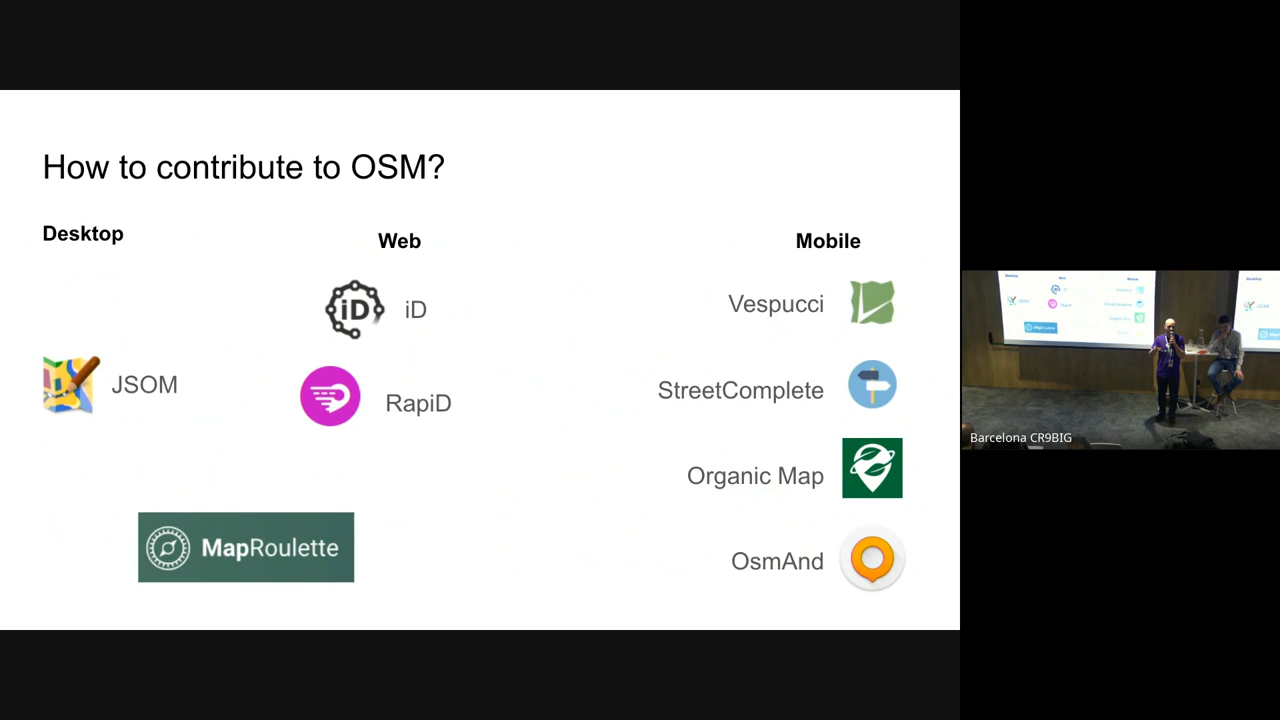 How to contribute to OSM?
Desktop
Web
Mobile
iD
iD
Vespucci
JSOM
RapiD
StreetComplete
Organic Map
MapRoulette
OsmAnd
Barcelona CR9BIG